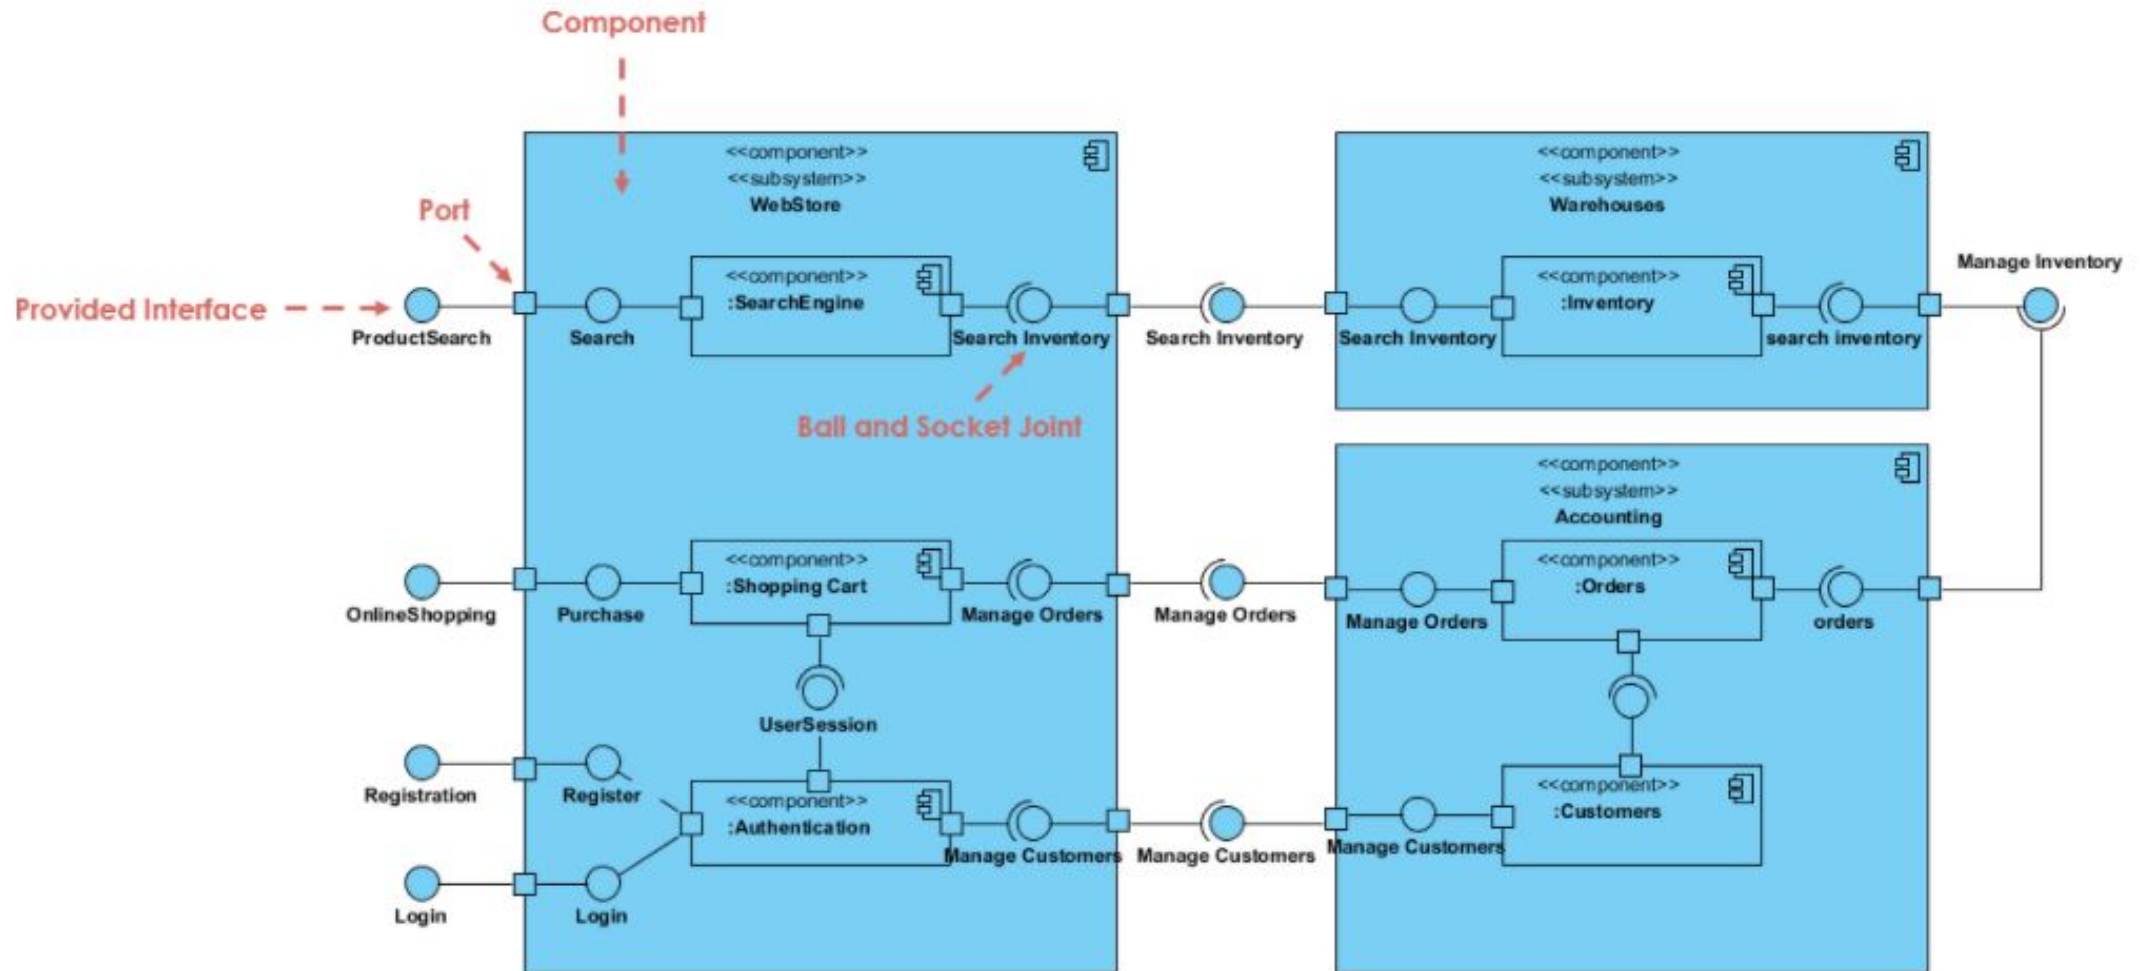 Component
<<component>>
<<subsystem>>
WebStore
<<component>>
<<subsystem>>
Warehouses
Port
Manage Inventory
Provided Interface
ProductSearch
Search
<<component>>
:SearchEngine
Search Inventory
Search Inventory
Search Inventory
<<component>>
:Inventory
search inventory
Ball and Socket Joint
<<component>>
<<subsystem>>
Accounting
OnlineShopping
Purchase
<<component>>
:Shopping Cart
Manage Orders
Manage Orders
Manage Orders
<<component>>
:Orders
orders
UserSession
Registration
Register
<<component>>
:Authentication
Manage Customers
Manage Customers
Manage Customers
<<component>>
:Customers
Login
Login